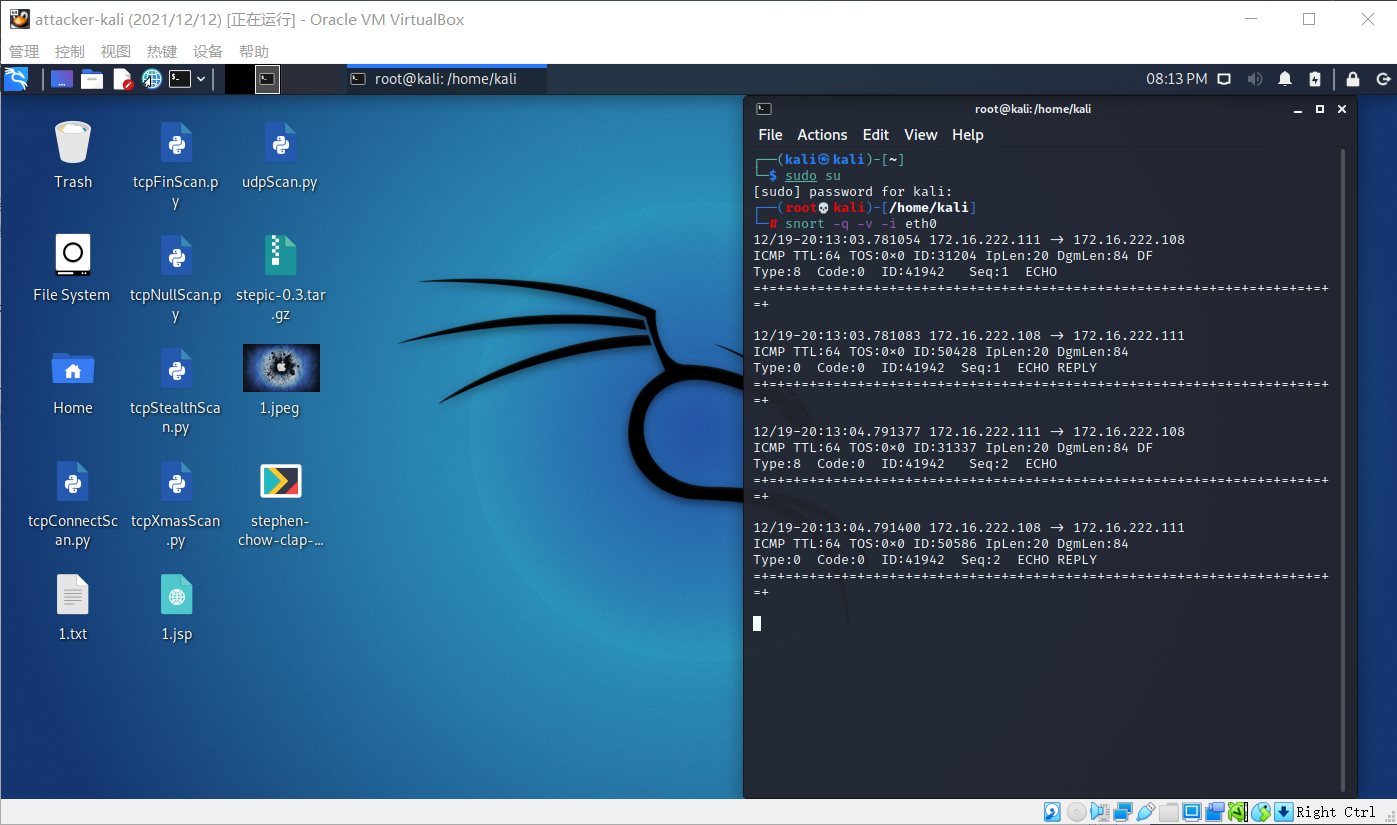 attacker-kali (2021/12/12) [正在运行] - Oracle VM VirtualBox
管理 控制 视图 热键 设备 帮助
root@kali: /home/kali
08:13 PM
Trash
tcpFinScan.p
y
udpScan.py
File System
tcpNullScan.p
y
stepic-0.3.tar
.gz
Home
tcpStealthSca
n.py
1.jpeg
tcpConnectSc
an.py
tcpXmasScan
.py
stephen-
chow-clap-...
1.txt
1.jsp
root@kali: /home/kali
File Actions Edit View Help
┌──(kali㉿kali)-[~]
└─$ sudo su
[sudo] password for kali:
┌──(root💀kali)-[/home/kali]
└─# snort -q -v -i eth0
12/19-20:13:03.781054 172.16.222.111 -> 172.16.222.108
ICMP TTL:64 TOS:0×0 ID:31204 IpLen:20 DgmLen:84 DF
Type:8  Code:0  ID:41942   Seq:1  ECHO
=+=+=+=+=+=+=+=+=+=+=+=+=+=+=+=+=+=+=+=+=+=+=+=+=+=+=+=+=+=+=+=+=+=+=+=+
=+
12/19-20:13:03.781083 172.16.222.108 -> 172.16.222.111
ICMP TTL:64 TOS:0×0 ID:50428 IpLen:20 DgmLen:84
Type:0  Code:0  ID:41942  Seq:1  ECHO REPLY
=+=+=+=+=+=+=+=+=+=+=+=+=+=+=+=+=+=+=+=+=+=+=+=+=+=+=+=+=+=+=+=+=+=+=+=+
=+
12/19-20:13:04.791377 172.16.222.111 -> 172.16.222.108
ICMP TTL:64 TOS:0×0 ID:31337 IpLen:20 DgmLen:84 DF
Type:8  Code:0  ID:41942   Seq:2  ECHO
=+=+=+=+=+=+=+=+=+=+=+=+=+=+=+=+=+=+=+=+=+=+=+=+=+=+=+=+=+=+=+=+=+=+=+=+
=+
12/19-20:13:04.791400 172.16.222.108 -> 172.16.222.111
ICMP TTL:64 TOS:0×0 ID:50586 IpLen:20 DgmLen:84
Type:0  Code:0  ID:41942  Seq:2  ECHO REPLY
=+=+=+=+=+=+=+=+=+=+=+=+=+=+=+=+=+=+=+=+=+=+=+=+=+=+=+=+=+=+=+=+=+=+=+=+
=+
Right Ctrl